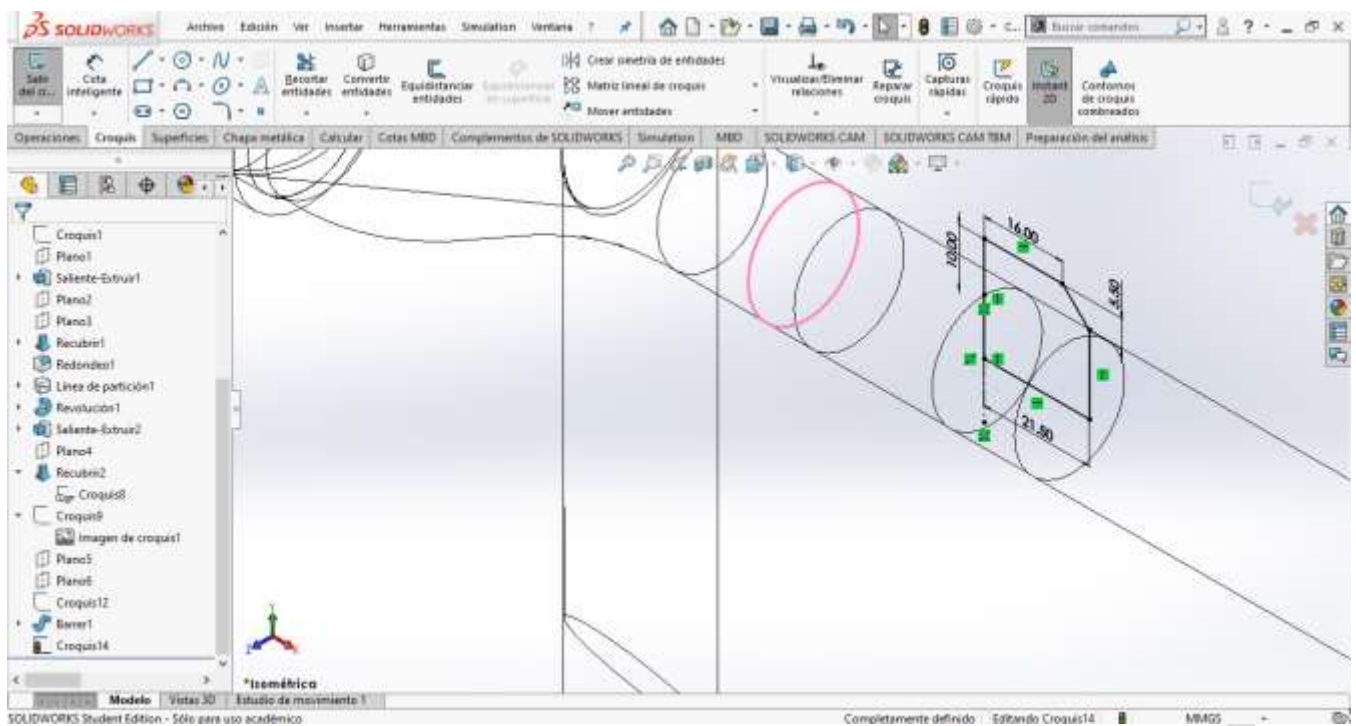 SOLIDWORKS
Archivo Edición Ver Insertar Herramientas Simulation Ventana ?
Buscar comandos
Salir del cr...
Cota inteligente
Recortar entidades
Convertir entidades
Equidistanciar entidades
Crear simetría de entidades
Matriz lineal de croquis
Mover entidades
Visualizar/Eliminar relaciones
Reparar croquis
Capturas rápidas
Croquis rápido
Instant 2D
Contornos de croquis sombreados
Operaciones Croquis Superficies Chapa metálica Calcular Cotas MBD Complementos de SOLIDWORKS Simulation MBD SOLIDWORKS CAM SOLIDWORKS CAM TBM Preparación del análisis
Croquis1
Plano1
Saliente-Extruir1
Plano2
Plano3
Recubrir1
Redondeo1
Línea de partición1
Revolución1
Saliente-Extruir2
Plano4
Recubrir2
Croquis8
Croquis9
Imagen de croquis1
Plano5
Plano6
Croquis12
Barrer1
Croquis14
16.00
10.00
5.50
21.50
Y
*Isométrica
Modelo Vistas 3D Estudio de movimiento 1
SOLIDWORKS Student Edition - Sólo para uso académico
Completamente definido Editando Croquis14 MMGS